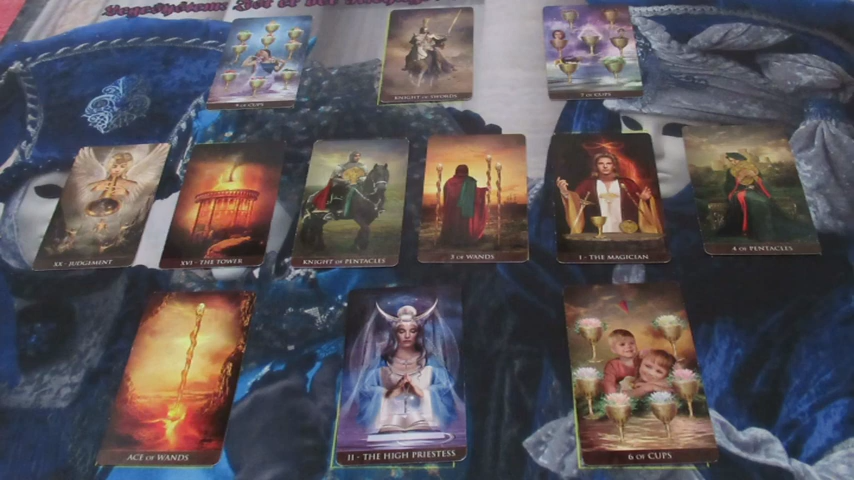 9 OF CUPS
KNIGHT OF SWORDS
7 OF CUPS
XX - JUDGEMENT
XVI - THE TOWER
KNIGHT OF PENTACLES
3 OF WANDS
I - THE MAGICIAN
4 OF PENTACLES
ACE OF WANDS
II - THE HIGH PRIESTESS
6 OF CUPS